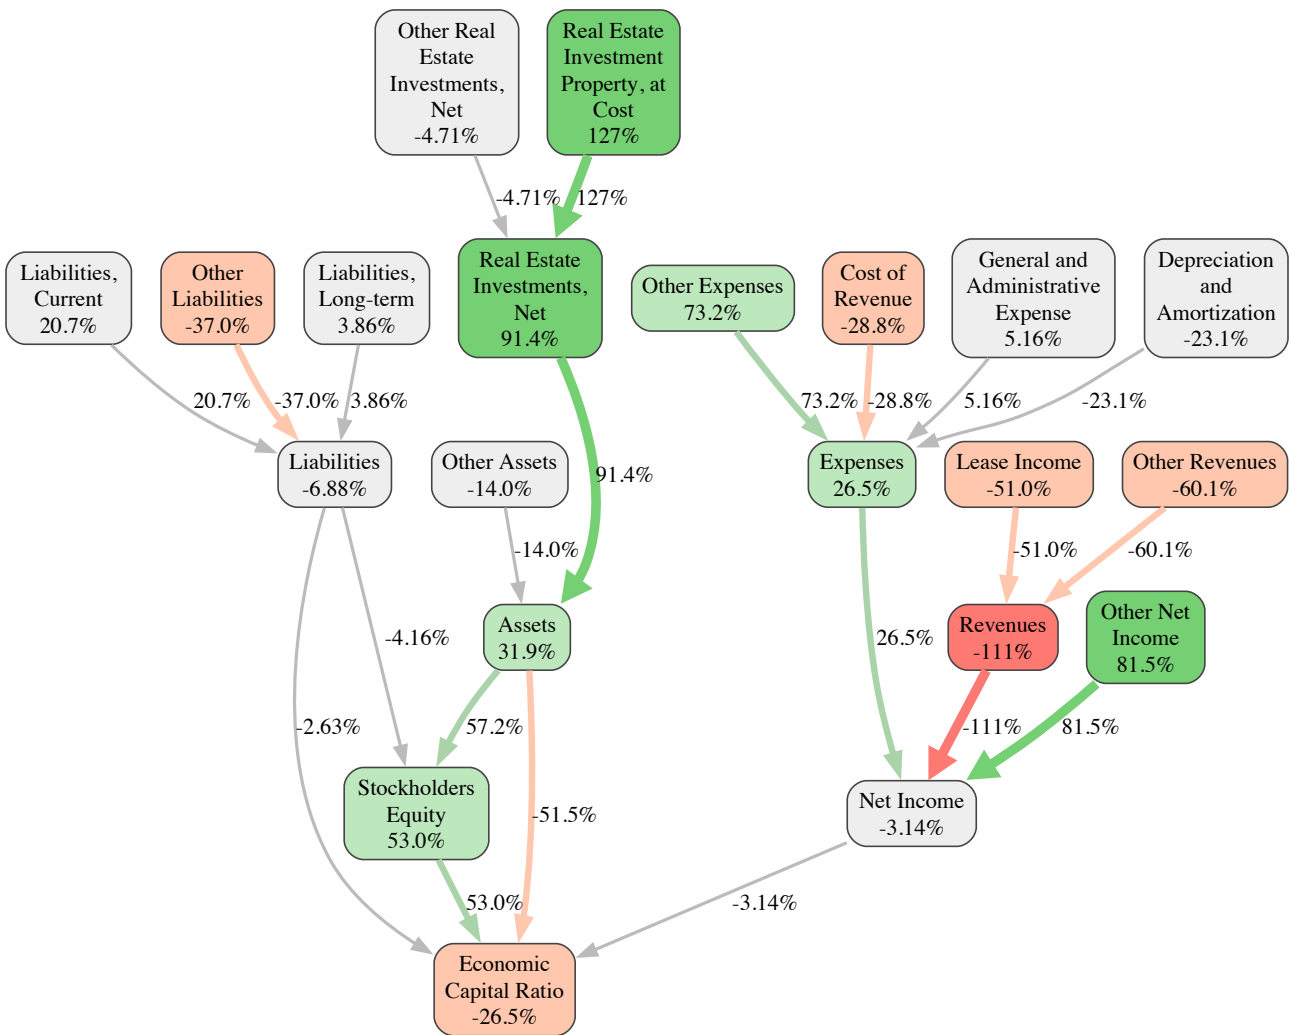 Other Real
Estate
Investments,
Net
-4.71%
Real Estate
Investment
Property, at
Cost
127%
-4.71%
127%
Liabilities,
Current
20.7%
Other
Liabilities
-37.0%
Liabilities,
Long-term
3.86%
Real Estate
Investments,
Net
91.4%
Other Expenses
73.2%
Cost of
Revenue
-28.8%
General and
Administrative
Expense
5.16%
Depreciation
and
Amortization
-23.1%
20.7%
-37.0%
3.86%
73.2%
-28.8%
5.16%
-23.1%
Liabilities
-6.88%
Other Assets
-14.0%
91.4%
Expenses
26.5%
Lease Income
-51.0%
Other Revenues
-60.1%
-14.0%
-51.0%
-60.1%
-4.16%
Assets
31.9%
26.5%
Revenues
-111%
Other Net
Income
81.5%
-2.63%
57.2%
-111%
81.5%
Stockholders
Equity
53.0%
-51.5%
Net Income
-3.14%
53.0%
-3.14%
Economic
Capital Ratio
-26.5%